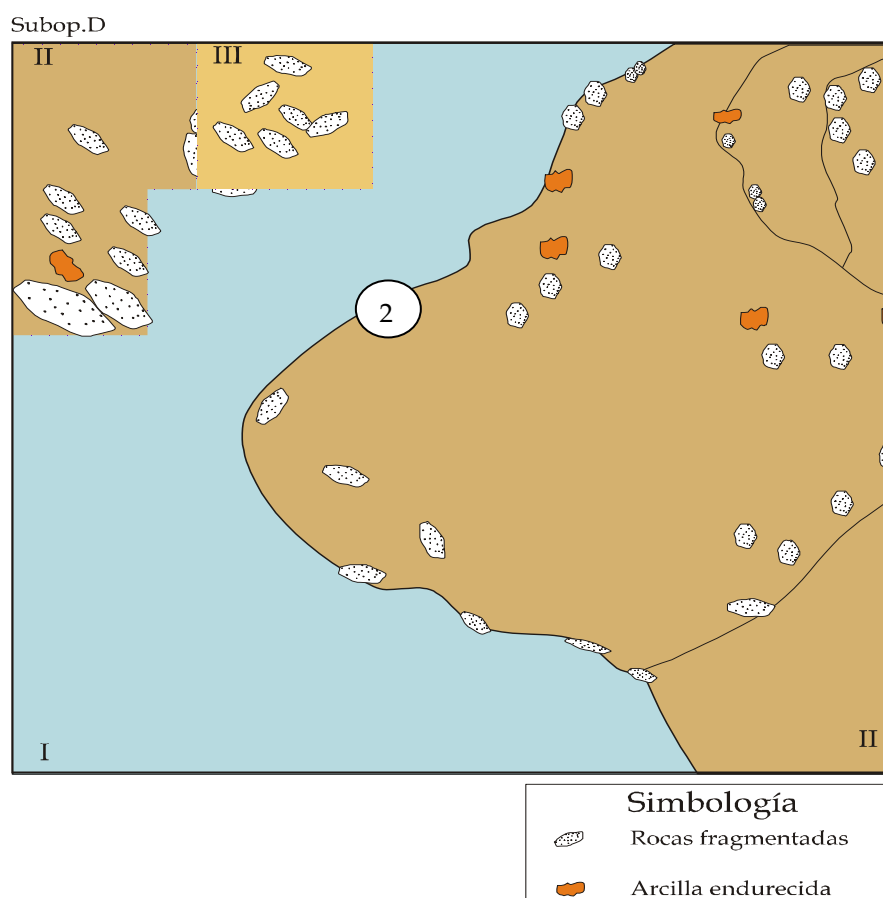 Subop.D
II
III
2
I
II
Simbología
Rocas fragmentadas
Arcilla endurecida